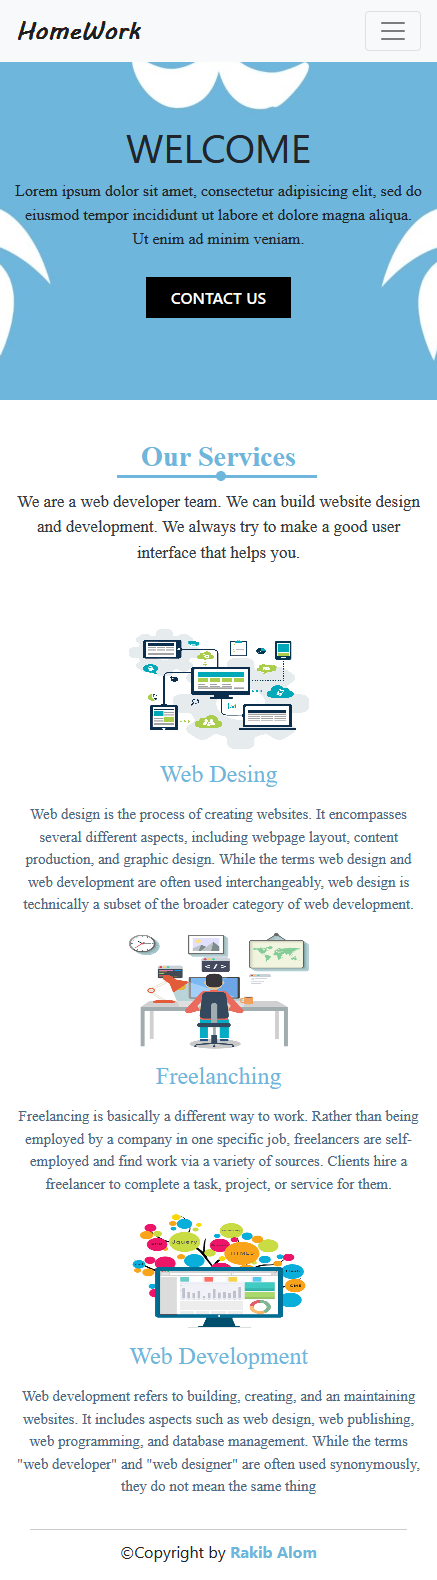 HomeWork
WELCOME
Lorem ipsum dolor sit amet, consectetur adipisicing elit, sed do
eiusmod tempor incididunt ut labore et dolore magna aliqua.
Ut enim ad minim veniam.
CONTACT US
Our Services
We are a web developer team. We can build website design
and development. We always try to make a good user
interface that helps you.
Web Desing
Web design is the process of creating websites. It encompasses
several different aspects, including webpage layout, content
production, and graphic design. While the terms web design and
web development are often used interchangeably, web design is
technically a subset of the broader category of web development.
</>
Freelanching
Freelancing is basically a different way to work. Rather than being
employed by a company in one specific job, freelancers are self-
employed and find work via a variety of sources. Clients hire a
freelancer to complete a task, project, or service for them.
Jquery
HTML5
Web Development
Web development refers to building, creating, and an maintaining
websites. It includes aspects such as web design, web publishing,
web programming, and database management. While the terms
"web developer" and "web designer" are often used synonymously,
they do not mean the same thing
©Copyright by Rakib Alom